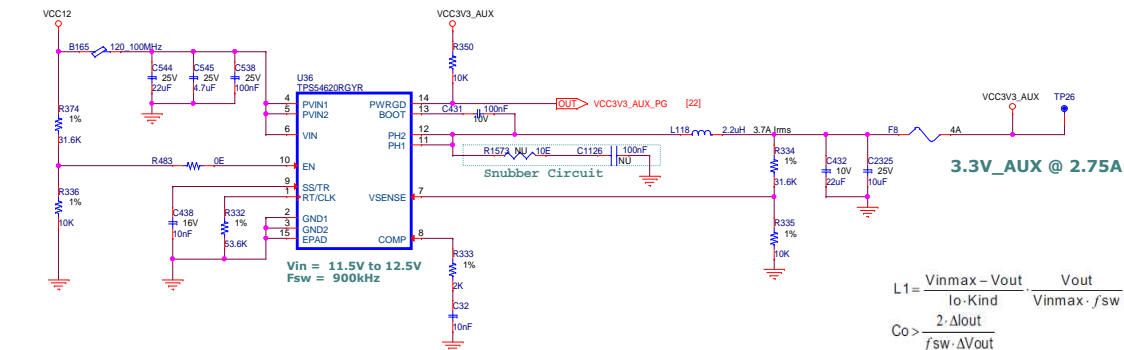 VCC12
VCC3V3_AUX
B165 120_100MHz
R350
10K
C544
25V
22uF
C545
25V
4.7uF
C538
25V
100nF
U36
TPS54620RGYR
4 PVIN1
5 PVIN2
6 VIN
10 EN
9 SS/TR
1 RT/CLK
2 GND1
3 GND2
15 EPAD
PWRGD 14
BOOT 13
PH2 12
PH1 11
VSENSE 7
COMP 8
OUT VCC3V3_AUX_PG [22]
C431 100nF
10V
R374
1%
31.6K
R483 0E
R336
10K
C438
16V
10nF
R332
1%
53.6K
R1573 NU 10E C1126 100nF
NU
Snubber Circuit
L118 2.2uH 3.7A Irms
R334
1%
31.6K
R335
1%
10K
C432
10V
22uF
C2325
25V
10uF
F8 4A
VCC3V3_AUX
TP26
3.3V_AUX @ 2.75A
R333
1%
2K
C32
10nF
Vin = 11.5V to 12.5V
Fsw = 900kHz
L1 = Vinmax – Vout / Io·Kind · Vout / Vinmax · ƒsw
Co > 2·ΔIout / ƒsw·ΔVout